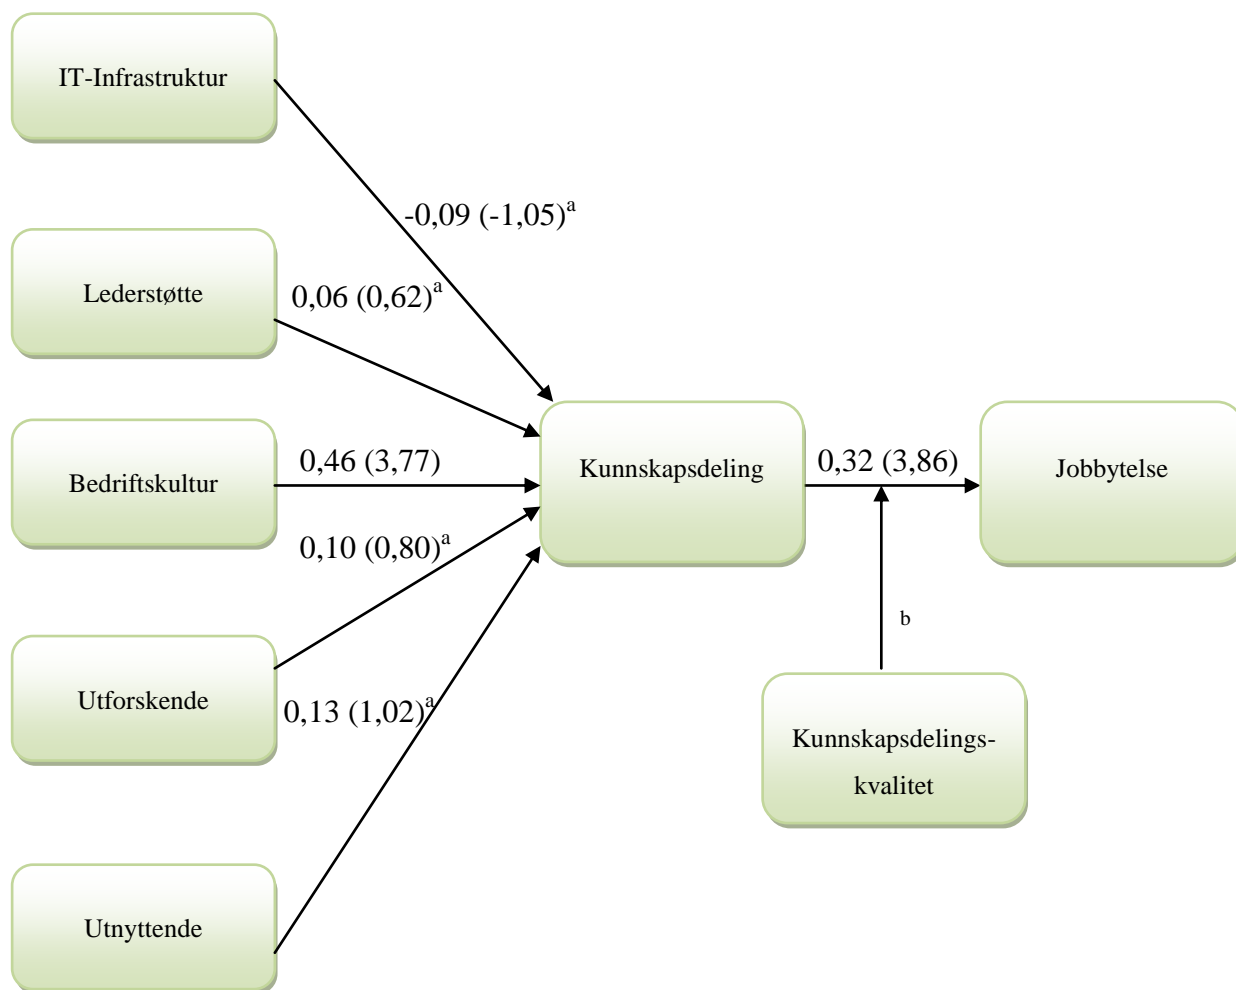 IT-Infrastruktur
-0,09 (-1,05)ᵃ
Lederstøtte
0,06 (0,62)ᵃ
Bedriftskultur
0,46 (3,77)
Kunnskapsdeling
0,32 (3,86)
Jobbytelse
0,10 (0,80)ᵃ
b
Utforskende
0,13 (1,02)ᵃ
Kunnskapsdelings-
kvalitet
Utnyttende